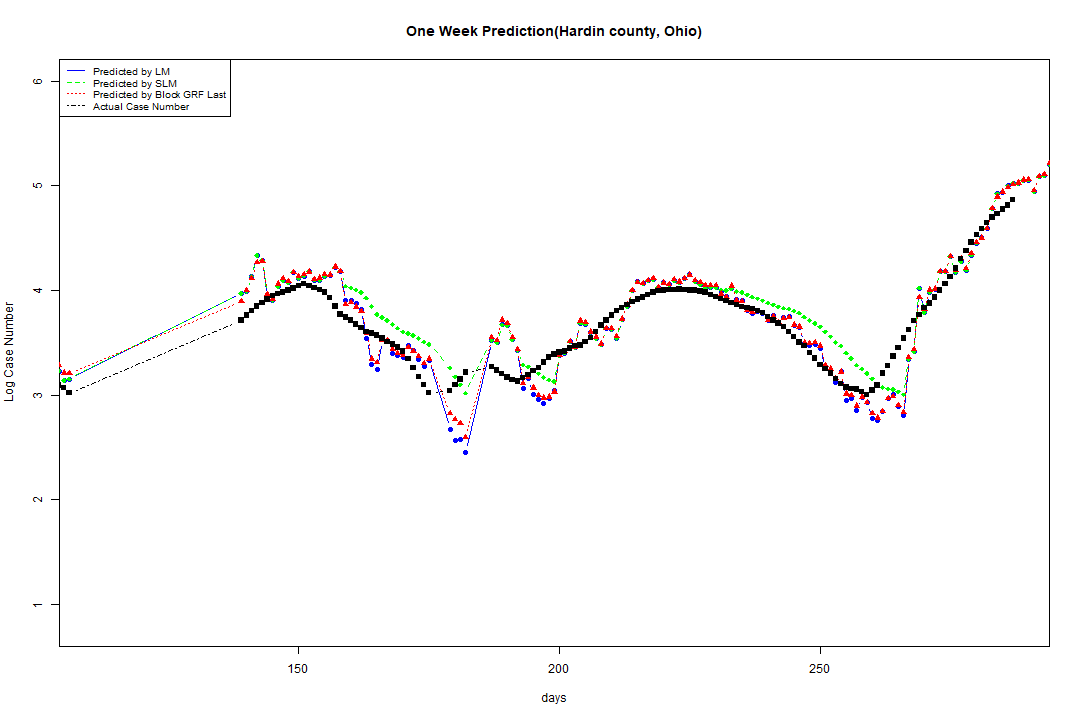 One Week Prediction(Hardin county, Ohio)
Predicted by LM
Predicted by SLM
Predicted by Block GRF Last
Actual Case Number
6
5
4
3
2
1
Log Case Number
150 200 250
days